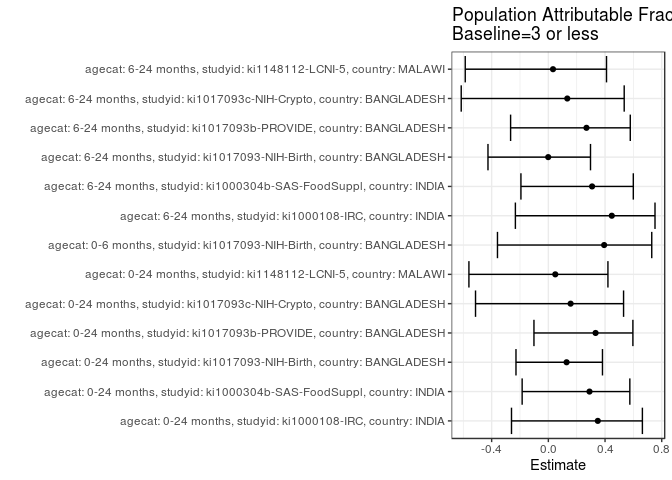 Population Attributable Frac
Baseline=3 or less
agecat: 6-24 months, studyid: ki1148112-LCNI-5, country: MALAWI
agecat: 6-24 months, studyid: ki1017093c-NIH-Crypto, country: BANGLADESH
agecat: 6-24 months, studyid: ki1017093b-PROVIDE, country: BANGLADESH
agecat: 6-24 months, studyid: ki1017093-NIH-Birth, country: BANGLADESH
agecat: 6-24 months, studyid: ki1000304b-SAS-FoodSuppl, country: INDIA
agecat: 6-24 months, studyid: ki1000108-IRC, country: INDIA
agecat: 0-6 months, studyid: ki1017093-NIH-Birth, country: BANGLADESH
agecat: 0-24 months, studyid: ki1148112-LCNI-5, country: MALAWI
agecat: 0-24 months, studyid: ki1017093c-NIH-Crypto, country: BANGLADESH
agecat: 0-24 months, studyid: ki1017093b-PROVIDE, country: BANGLADESH
agecat: 0-24 months, studyid: ki1017093-NIH-Birth, country: BANGLADESH
agecat: 0-24 months, studyid: ki1000304b-SAS-FoodSuppl, country: INDIA
agecat: 0-24 months, studyid: ki1000108-IRC, country: INDIA
-0.4 0.0 0.4 0.8
Estimate